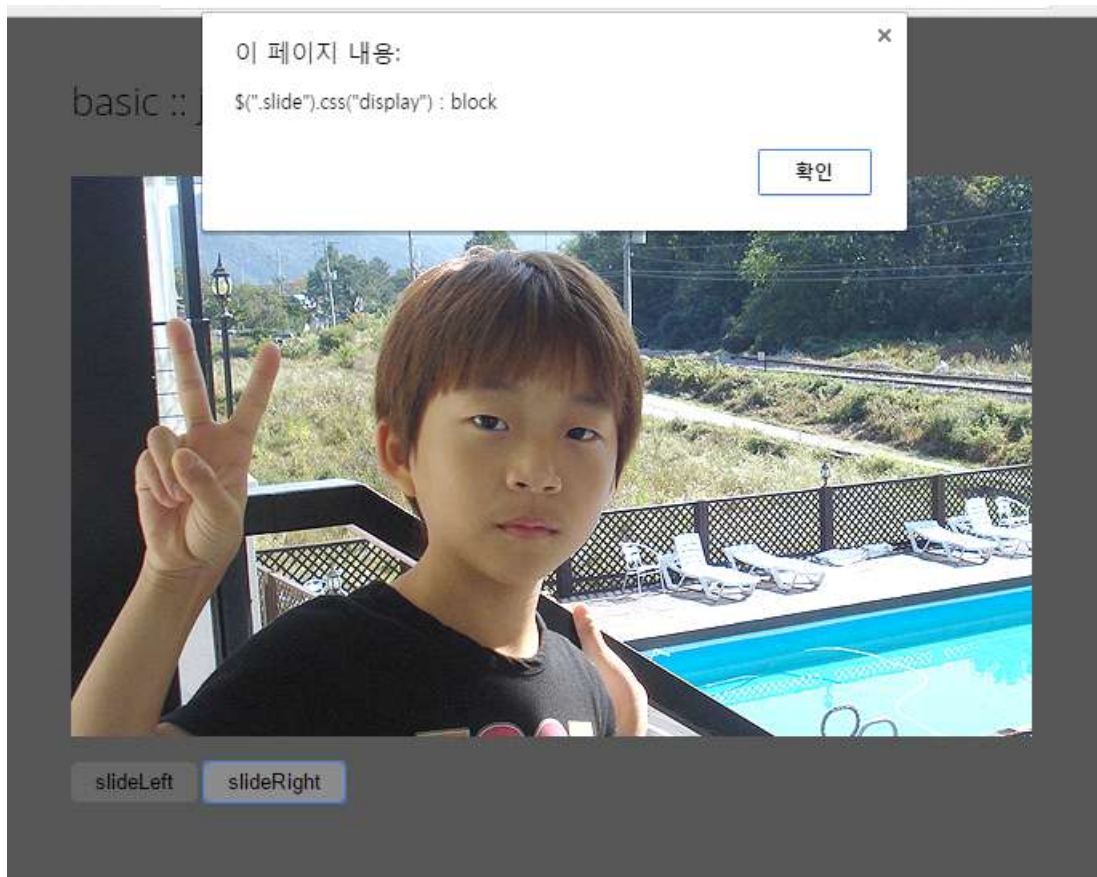 이 페이지 내용:
$(".slide").css("display") : block
확인
basic :: j
slideLeft
slideRight